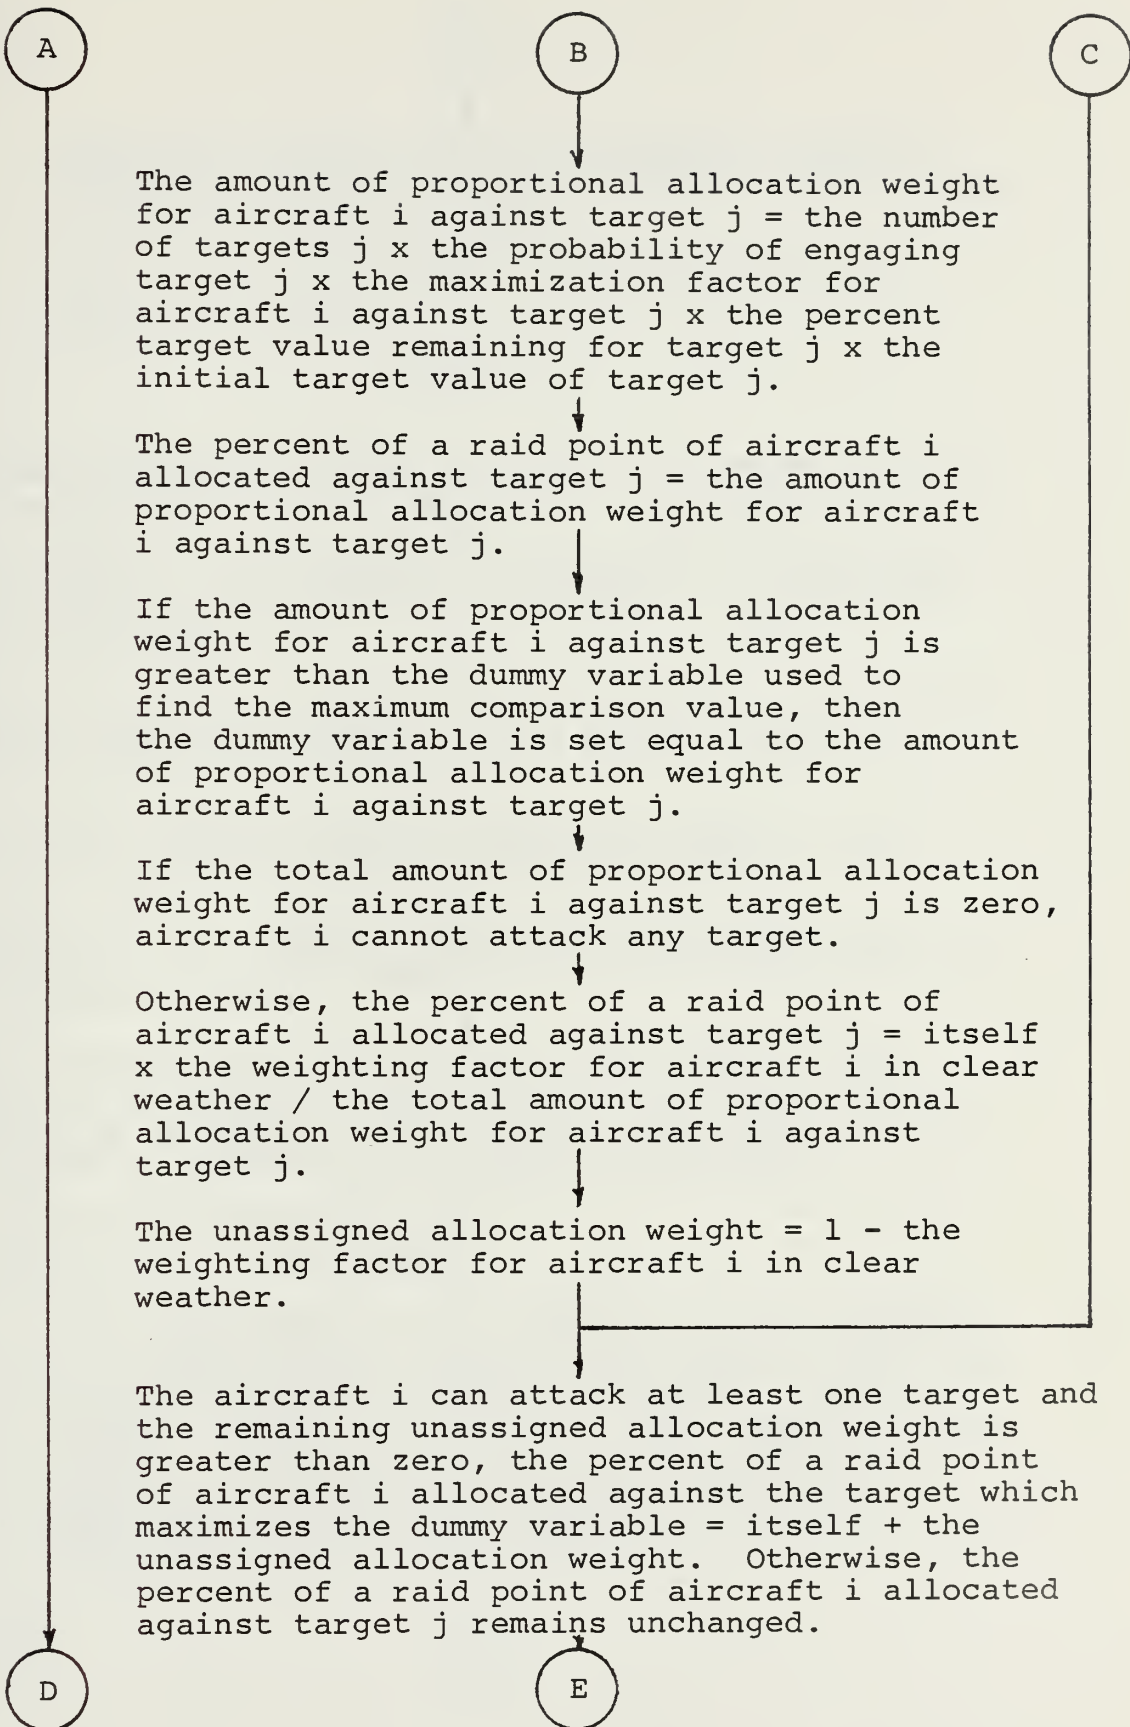 A
B
C
The amount of proportional allocation weight
for aircraft i against target j = the number
of targets j x the probability of engaging
target j x the maximization factor for
aircraft i against target j x the percent
target value remaining for target j x the
initial target value of target j.
The percent of a raid point of aircraft i
allocated against target j = the amount of
proportional allocation weight for aircraft
i against target j.
If the amount of proportional allocation
weight for aircraft i against target j is
greater than the dummy variable used to
find the maximum comparison value, then
the dummy variable is set equal to the amount
of proportional allocation weight for
aircraft i against target j.
If the total amount of proportional allocation
weight for aircraft i against target j is zero,
aircraft i cannot attack any target.
Otherwise, the percent of a raid point of
aircraft i allocated against target j = itself
x the weighting factor for aircraft i in clear
weather / the total amount of proportional
allocation weight for aircraft i against
target j.
The unassigned allocation weight = 1 - the
weighting factor for aircraft i in clear
weather.
The aircraft i can attack at least one target and
the remaining unassigned allocation weight is
greater than zero, the percent of a raid point
of aircraft i allocated against the target which
maximizes the dummy variable = itself + the
unassigned allocation weight.  Otherwise, the
percent of a raid point of aircraft i allocated
against target j remains unchanged.
D
E